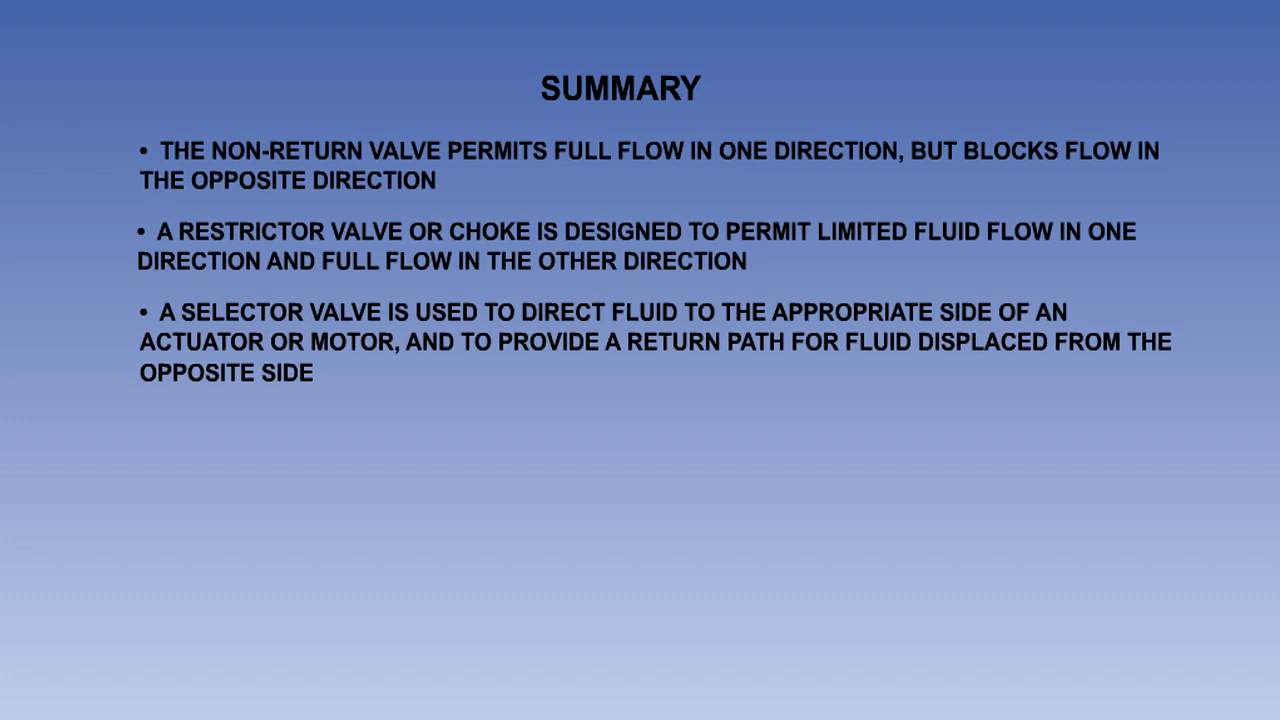 SUMMARY
• THE NON-RETURN VALVE PERMITS FULL FLOW IN ONE DIRECTION, BUT BLOCKS FLOW IN
THE OPPOSITE DIRECTION
• A RESTRICTOR VALVE OR CHOKE IS DESIGNED TO PERMIT LIMITED FLUID FLOW IN ONE
DIRECTION AND FULL FLOW IN THE OTHER DIRECTION
• A SELECTOR VALVE IS USED TO DIRECT FLUID TO THE APPROPRIATE SIDE OF AN
ACTUATOR OR MOTOR, AND TO PROVIDE A RETURN PATH FOR FLUID DISPLACED FROM THE
OPPOSITE SIDE